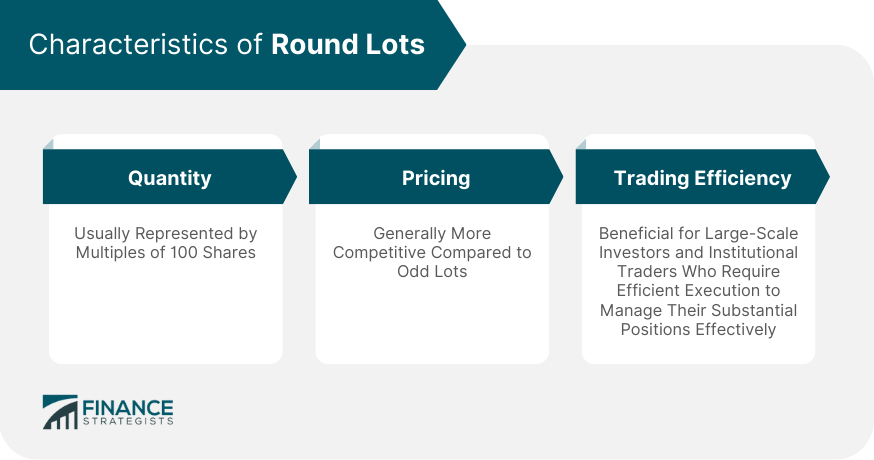 Characteristics of Round Lots
Quantity
Usually Represented by
Multiples of 100 Shares
Pricing
Generally More
Competitive Compared to
Odd Lots
Trading Efficiency
Beneficial for Large-Scale
Investors and Institutional
Traders Who Require
Efficient Execution to
Manage Their Substantial
Positions Effectively
FINANCE
STRATEGISTS